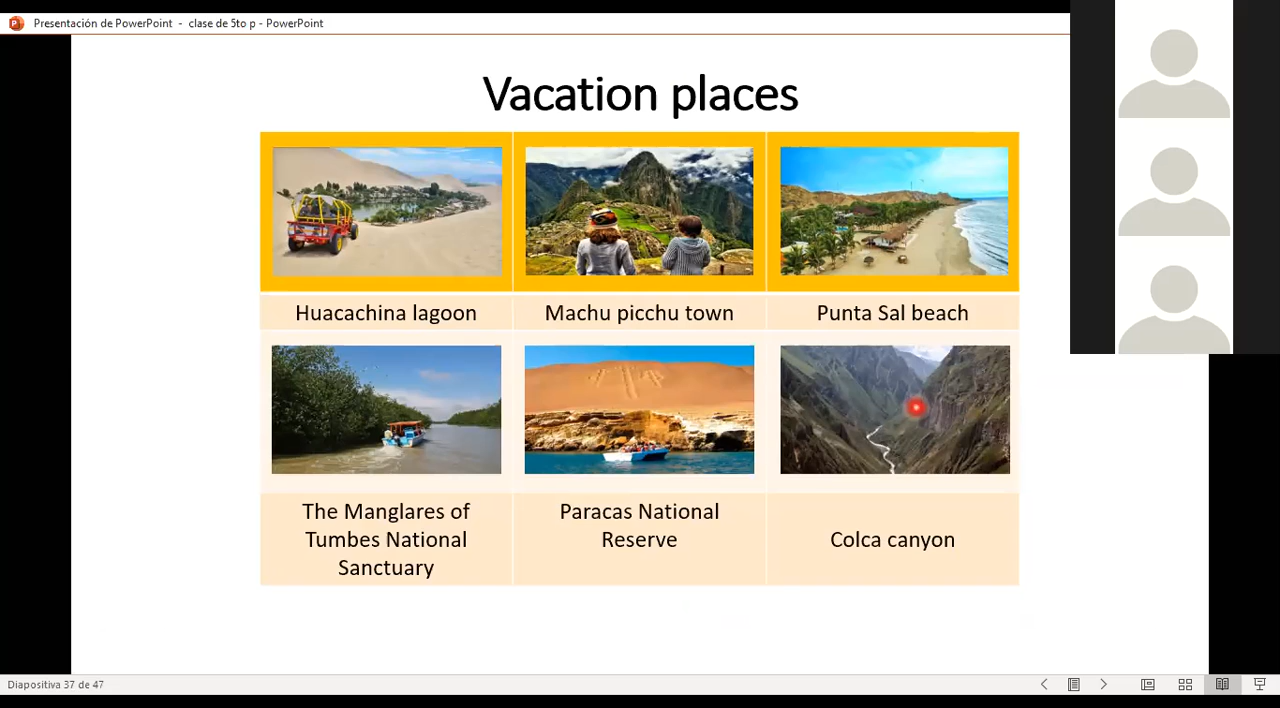 Presentación de PowerPoint - clase de 5to p - PowerPoint
Vacation places
Huacachina lagoon
Machu picchu town
Punta Sal beach
The Manglares of
Tumbes National
Sanctuary
Paracas National
Reserve
Colca canyon
Diapositiva 37 de 47